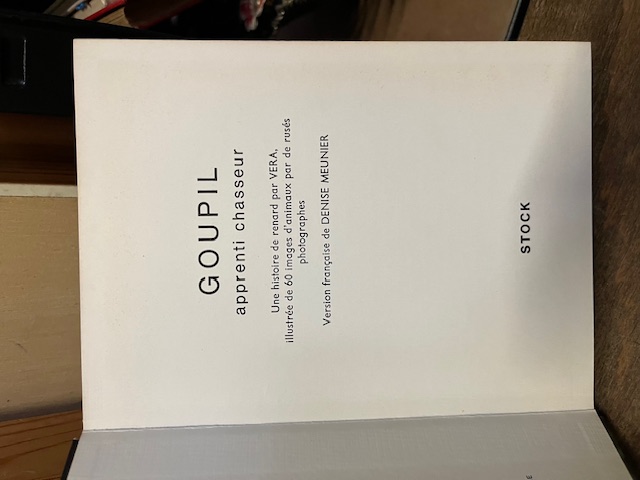 GOUPIL
apprenti chasseur
Une histoire de renard par VERA,
illustrée de 60 images d'animaux par de rusés
photographes
Version française de DENISE MEUNIER
STOCK